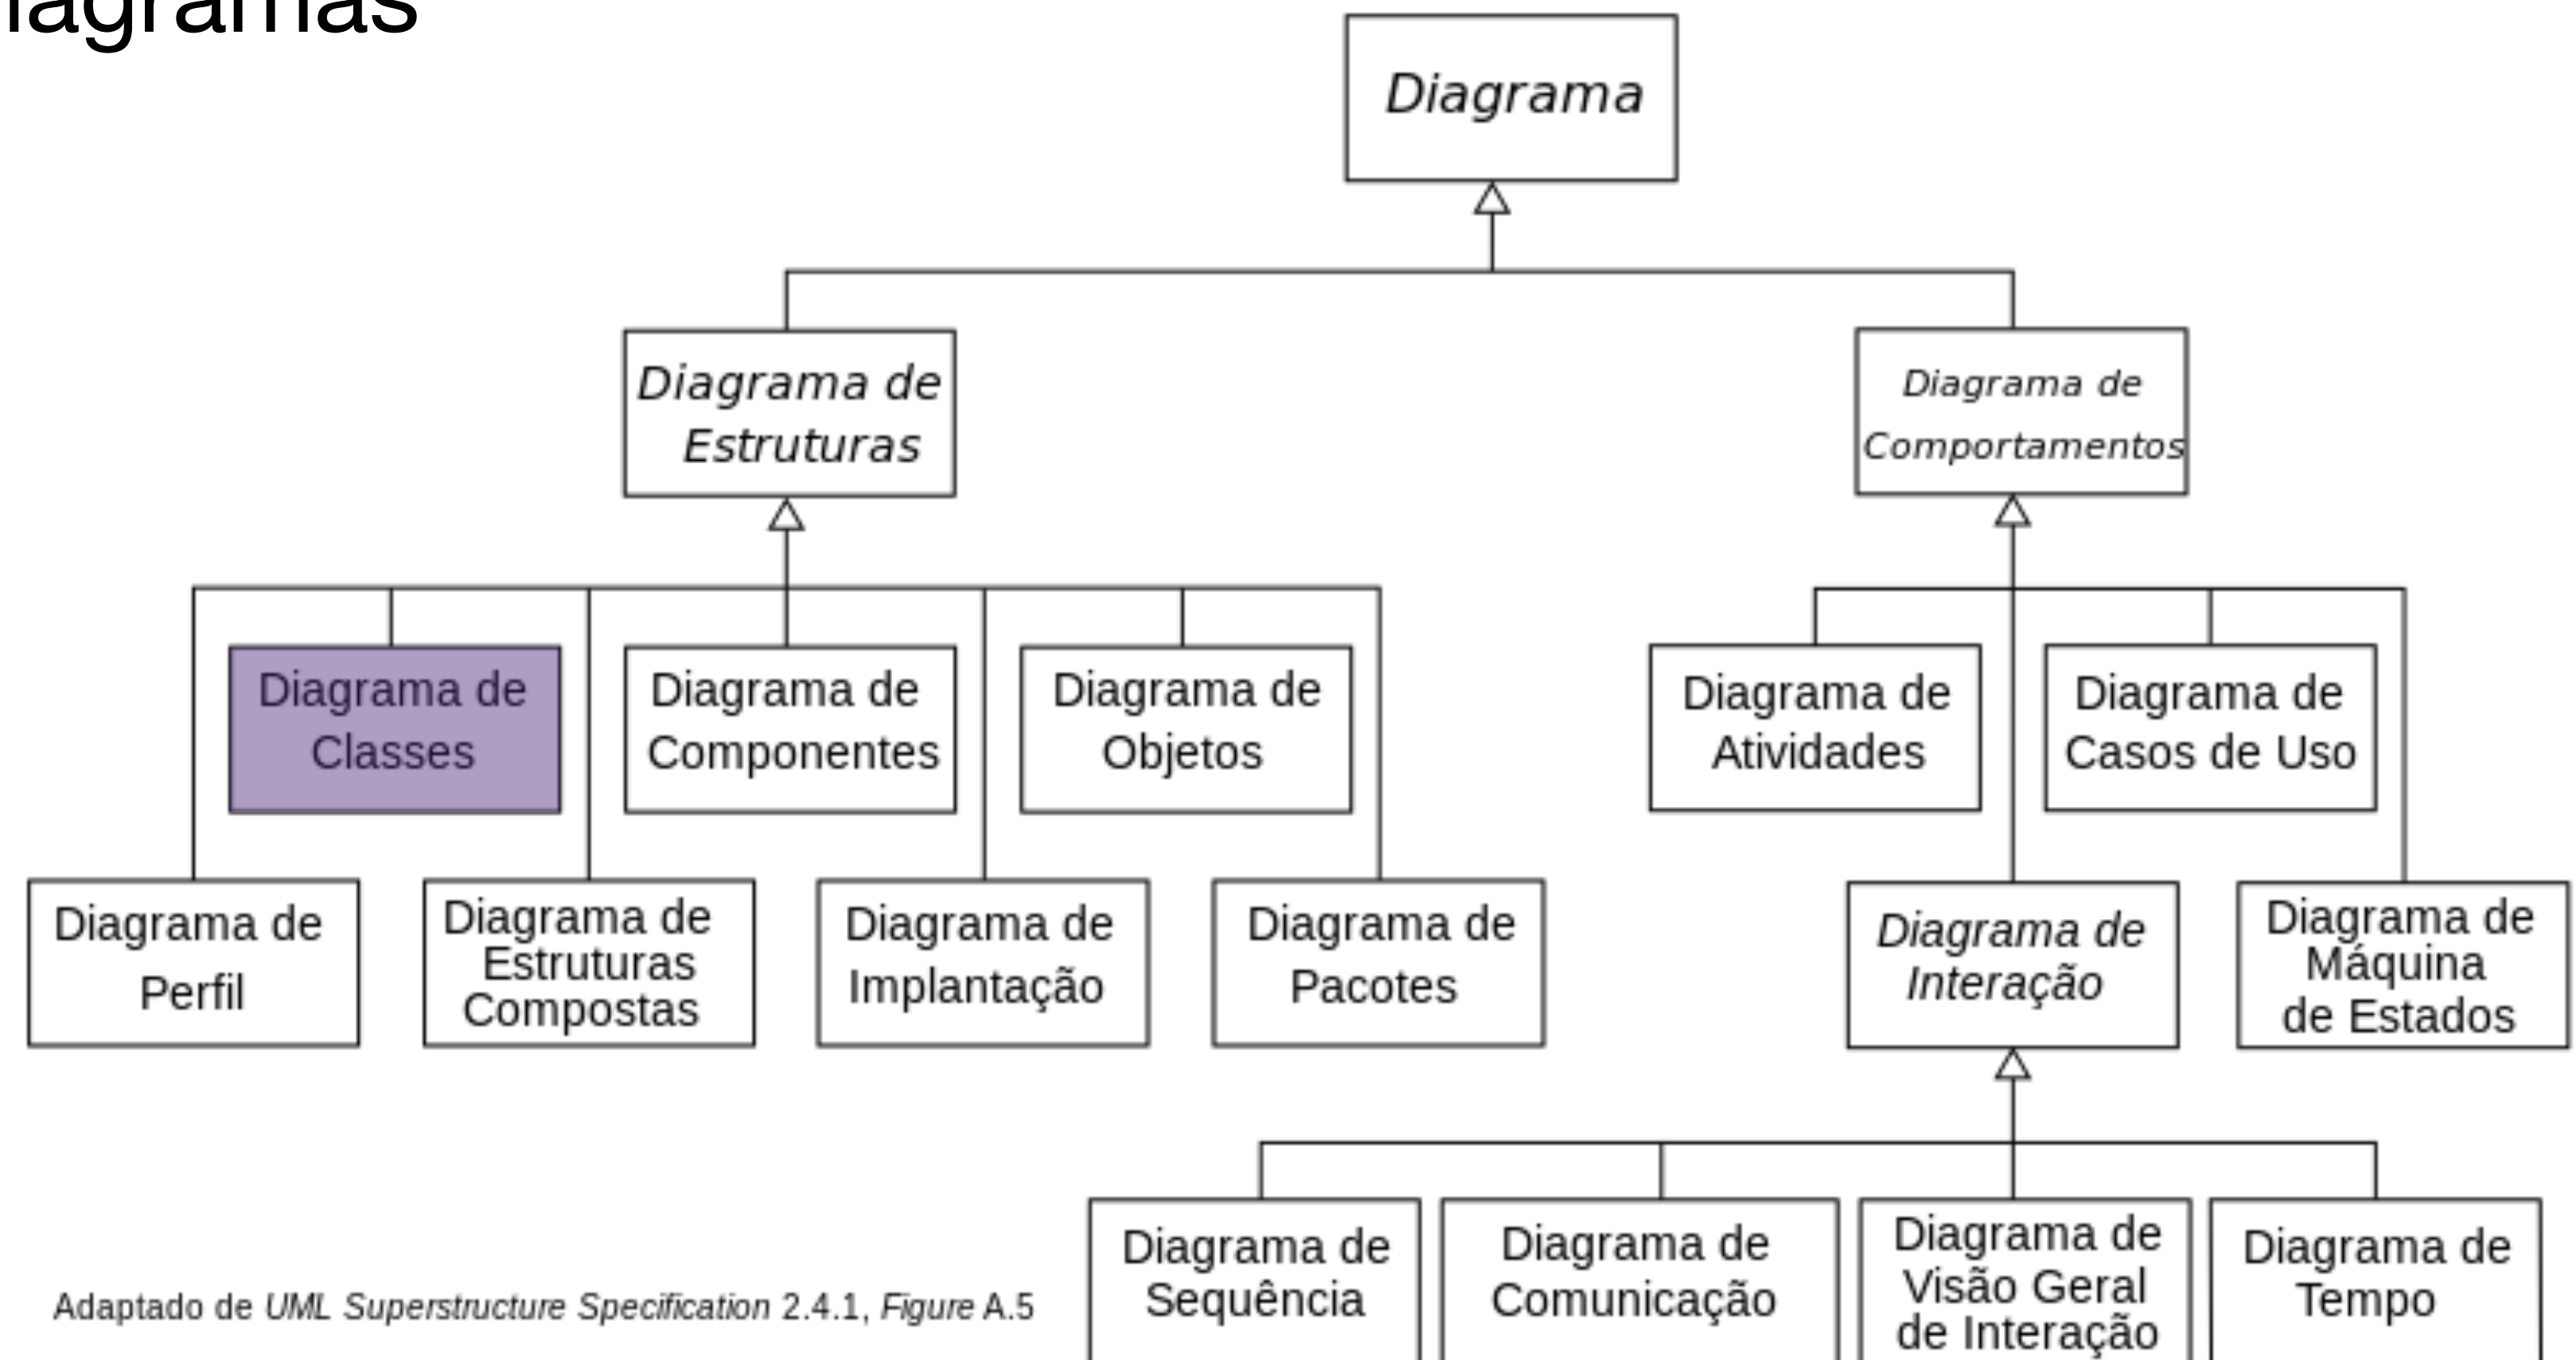 iagramas
Diagrama
Diagrama de
Estruturas
Diagrama de
Comportamentos
Diagrama de
Classes
Diagrama de
Componentes
Diagrama de
Objetos
Diagrama de
Atividades
Diagrama de
Casos de Uso
Diagrama de
Perfil
Diagrama de
Estruturas
Compostas
Diagrama de
Implantação
Diagrama de
Pacotes
Diagrama de
Interação
Diagrama de
Máquina
de Estados
Diagrama de
Sequência
Diagrama de
Comunicação
Diagrama de
Visão Geral
de Interação
Diagrama de
Tempo
Adaptado de UML Superstructure Specification 2.4.1, Figure A.5